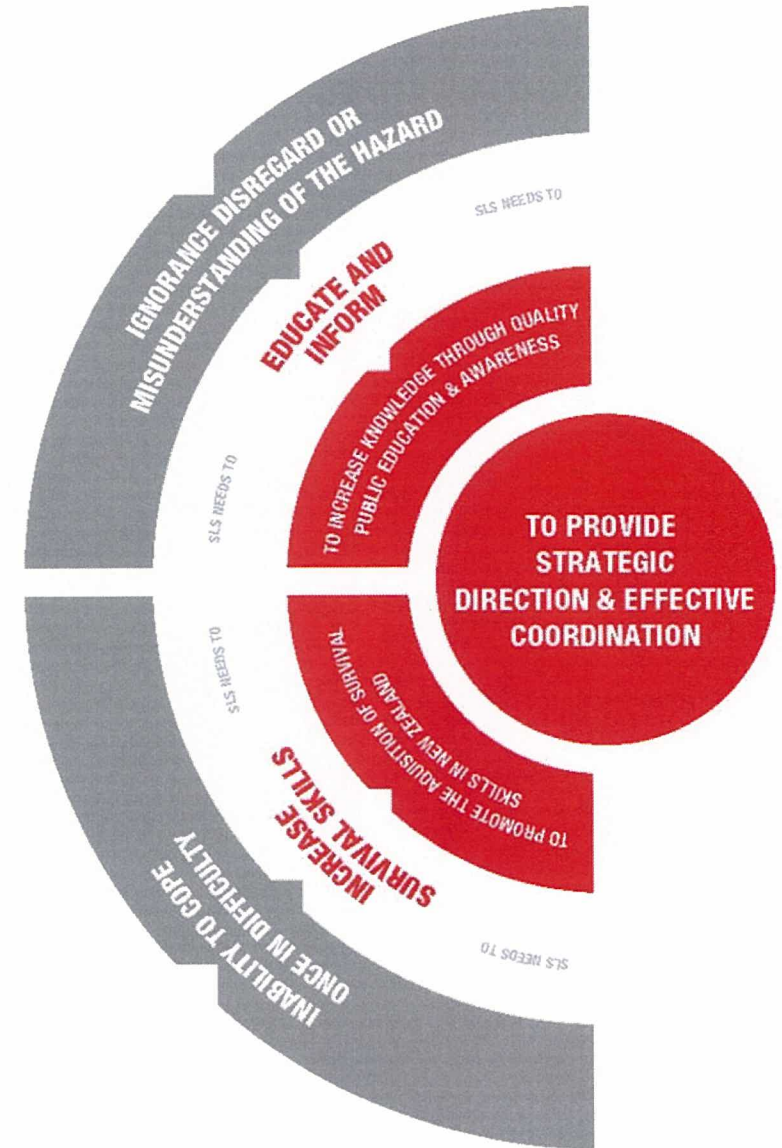 IGNORANCE DISREGARD OR
MISUNDERSTANDING OF THE HAZARD
SLS NEEDS TO
EDUCATE AND
INFORM
SLS NEEDS TO
TO INCREASE KNOWLEDGE THROUGH QUALITY
PUBLIC EDUCATION & AWARENESS
TO PROVIDE
STRATEGIC
DIRECTION & EFFECTIVE
COORDINATION
SLS NEEDS TO
TO PROMOTE THE AQUISITION OF SURVIVAL
SKILLS IN NEW ZEALAND
INCREASE
SURVIVAL SKILLS
SLS NEEDS TO
INABILITY TO COPE
ONCE IN DIFFICULTY